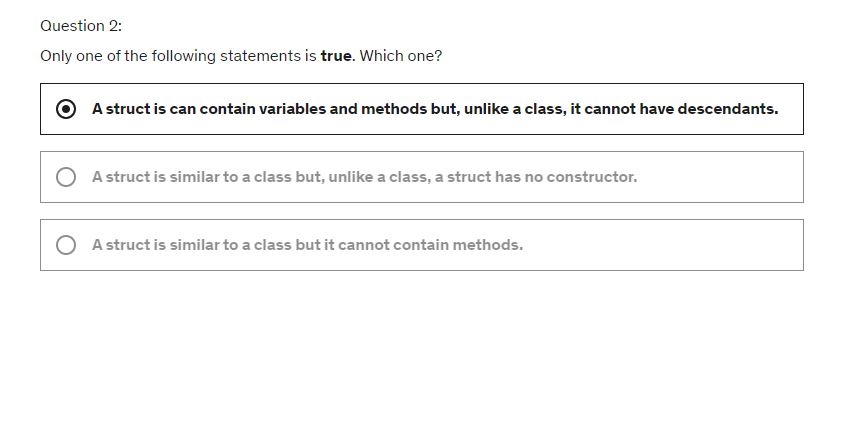 Question 2:
Only one of the following statements is true. Which one?
A struct is can contain variables and methods but, unlike a class, it cannot have descendants.
A struct is similar to a class but, unlike a class, a struct has no constructor.
A struct is similar to a class but it cannot contain methods.